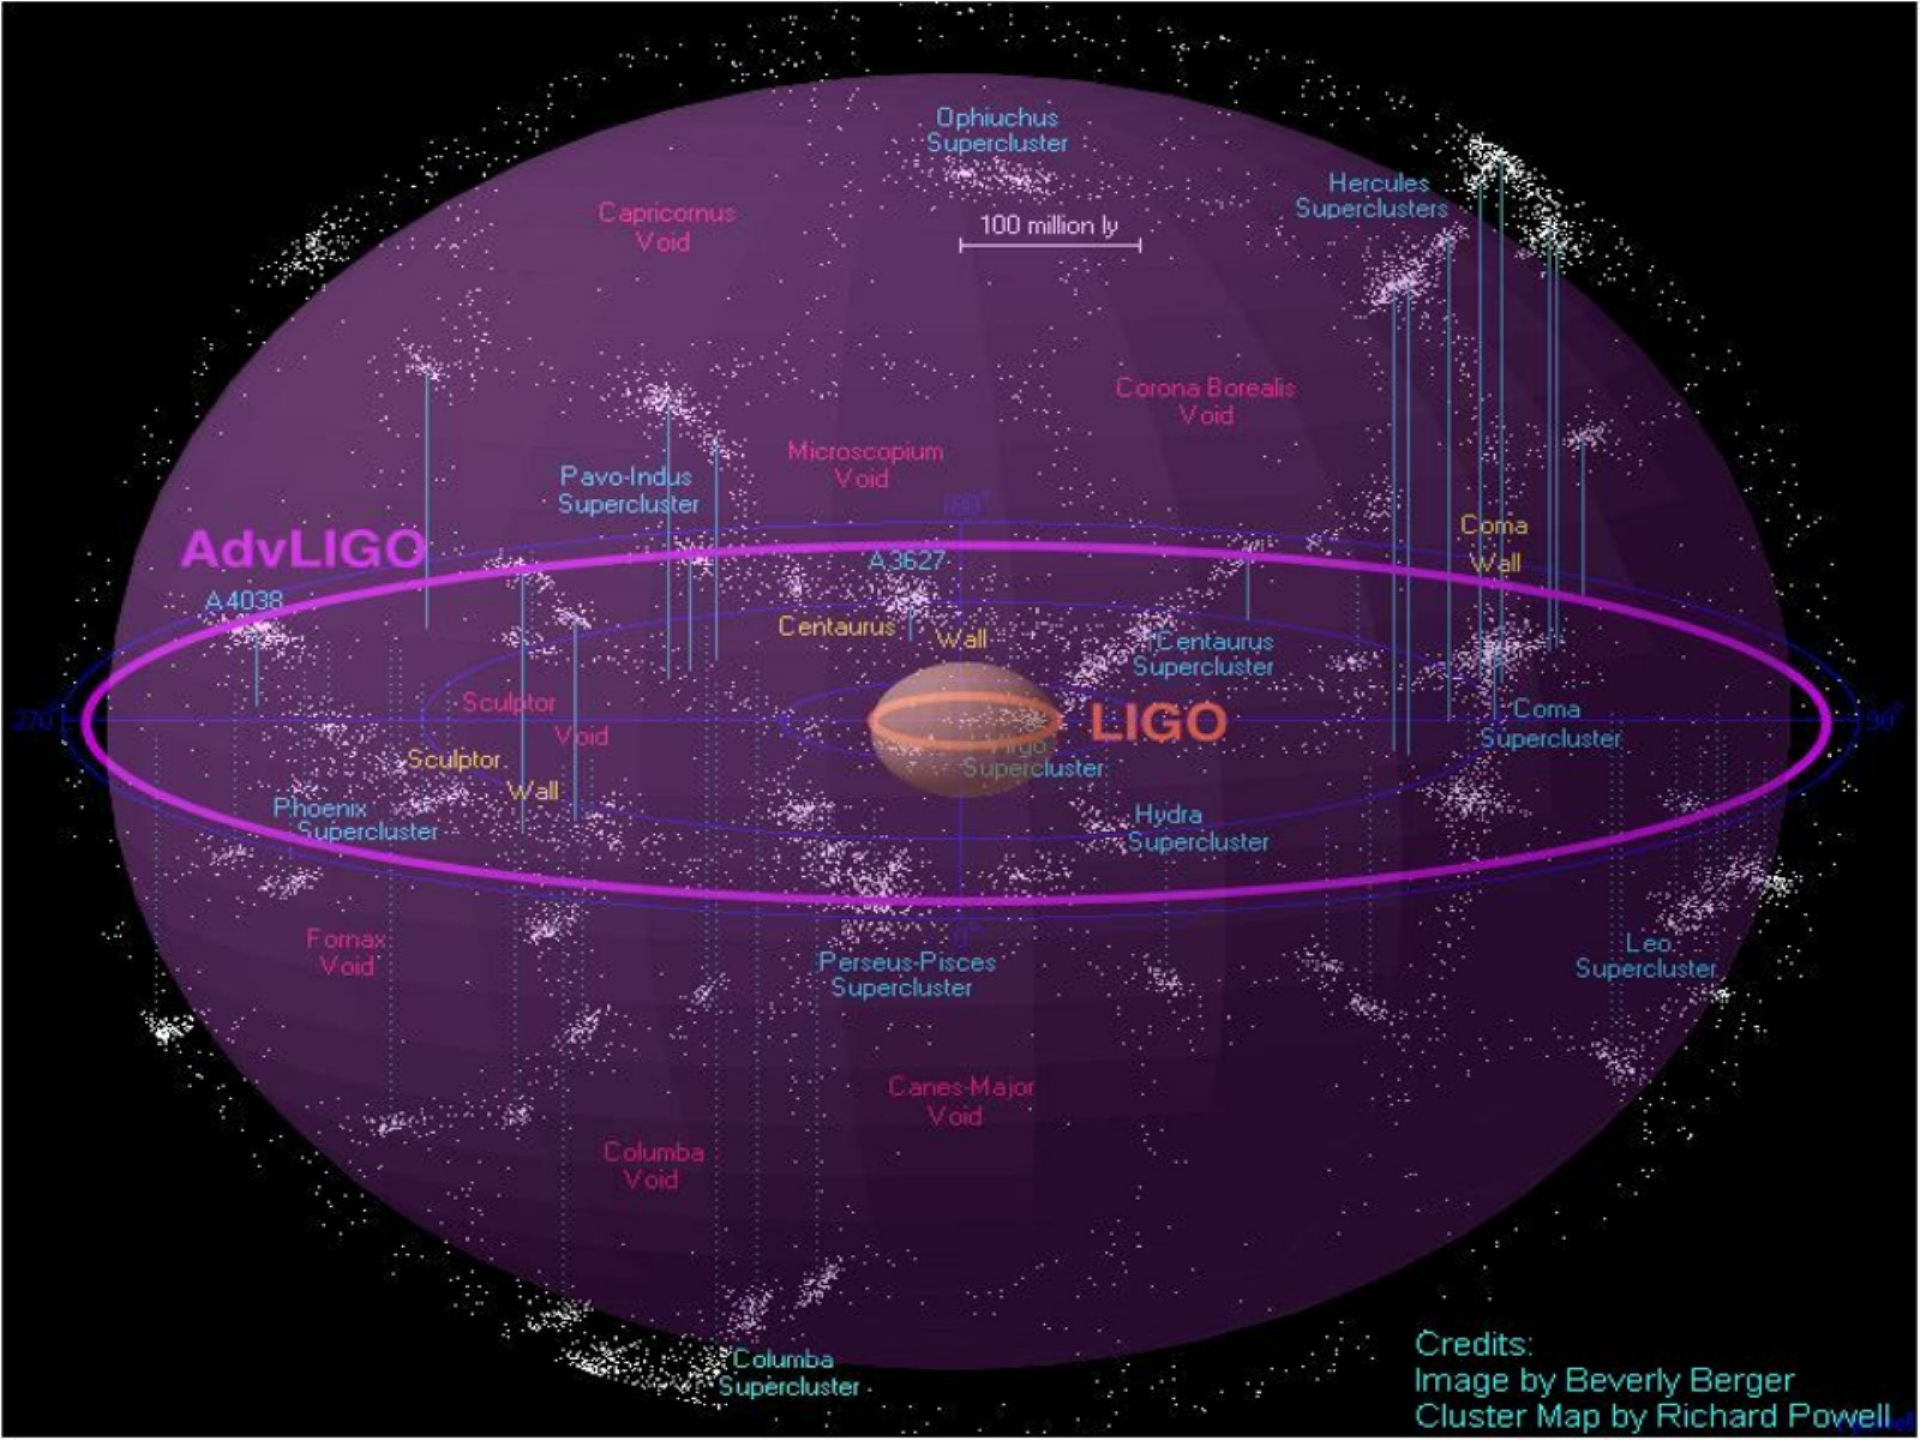 Ophiuchus
Supercluster
Hercules
Superclusters
Capricornus
Void
100 million ly
Corona Borealis
Void
Microscopium
Void
Pavo-Indus
Supercluster
180°
Coma
Wall
AdvLIGO
A3627
A4038
Centaurus
Wall
Centaurus
Supercluster
Sculptor
Void
270°
LIGO
90°
Coma
Supercluster
Virgo
Supercluster
Sculptor
Wall
Phoenix
Supercluster
Hydra
Supercluster
Fornax
Void
0°
Perseus-Pisces
Supercluster
Leo
Supercluster
Canes-Major
Void
Columba
Void
Columba
Supercluster
Credits:
Image by Beverly Berger
Cluster Map by Richard Powell